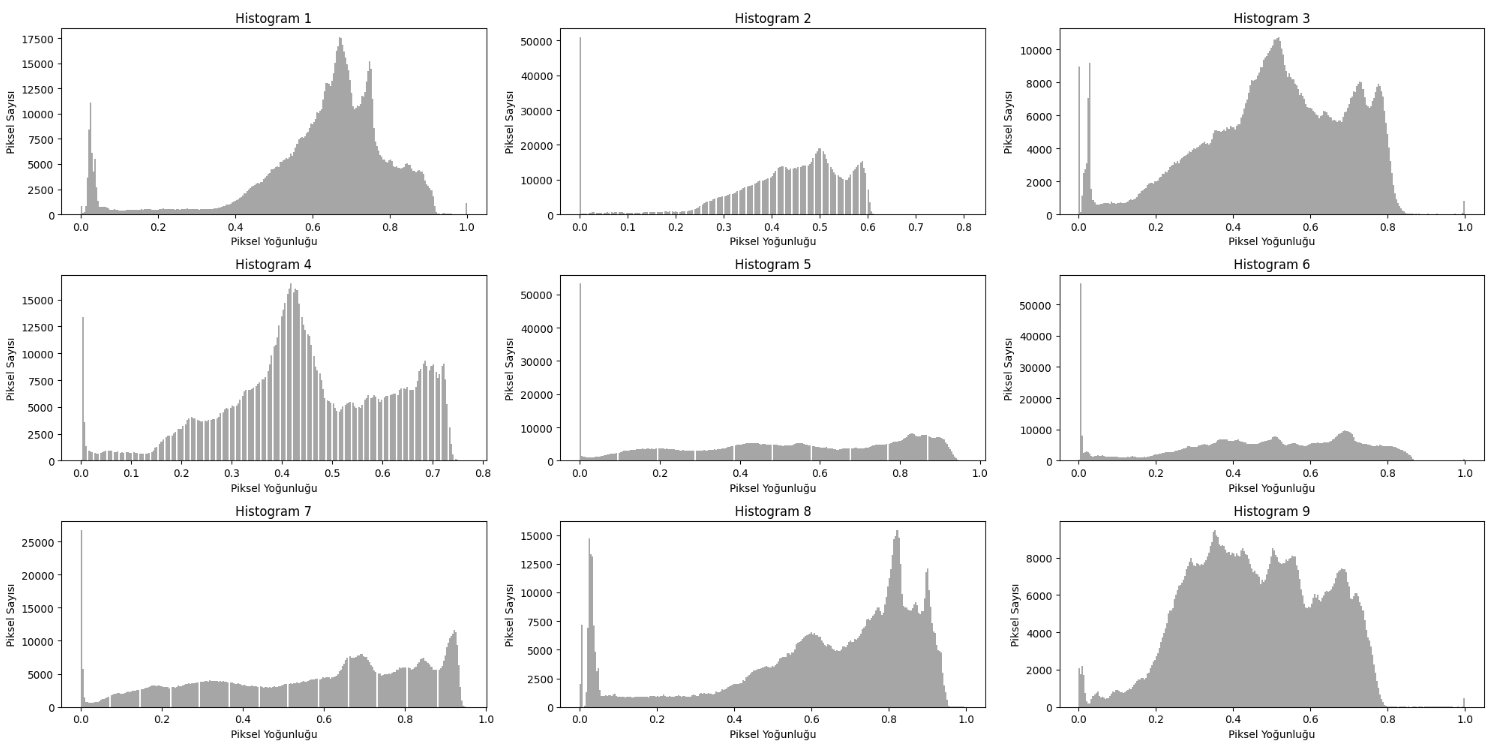 Histogram 1
Piksel Sayısı
17500
15000
12500
10000
7500
5000
2500
0
0.0 0.2 0.4 0.6 0.8 1.0
Piksel Yoğunluğu
Histogram 2
Piksel Sayısı
50000
40000
30000
20000
10000
0
0.0 0.1 0.2 0.3 0.4 0.5 0.6 0.7 0.8
Piksel Yoğunluğu
Histogram 3
Piksel Sayısı
10000
8000
6000
4000
2000
0
0.0 0.2 0.4 0.6 0.8 1.0
Piksel Yoğunluğu
Histogram 4
Piksel Sayısı
15000
12500
10000
7500
5000
2500
0
0.0 0.1 0.2 0.3 0.4 0.5 0.6 0.7 0.8
Piksel Yoğunluğu
Histogram 5
Piksel Sayısı
50000
40000
30000
20000
10000
0
0.0 0.2 0.4 0.6 0.8 1.0
Piksel Yoğunluğu
Histogram 6
Piksel Sayısı
50000
40000
30000
20000
10000
0
0.0 0.2 0.4 0.6 0.8 1.0
Piksel Yoğunluğu
Histogram 7
Piksel Sayısı
25000
20000
15000
10000
5000
0
0.0 0.2 0.4 0.6 0.8 1.0
Piksel Yoğunluğu
Histogram 8
Piksel Sayısı
15000
12500
10000
7500
5000
2500
0
0.0 0.2 0.4 0.6 0.8 1.0
Piksel Yoğunluğu
Histogram 9
Piksel Sayısı
8000
6000
4000
2000
0
0.0 0.2 0.4 0.6 0.8 1.0
Piksel Yoğunluğu